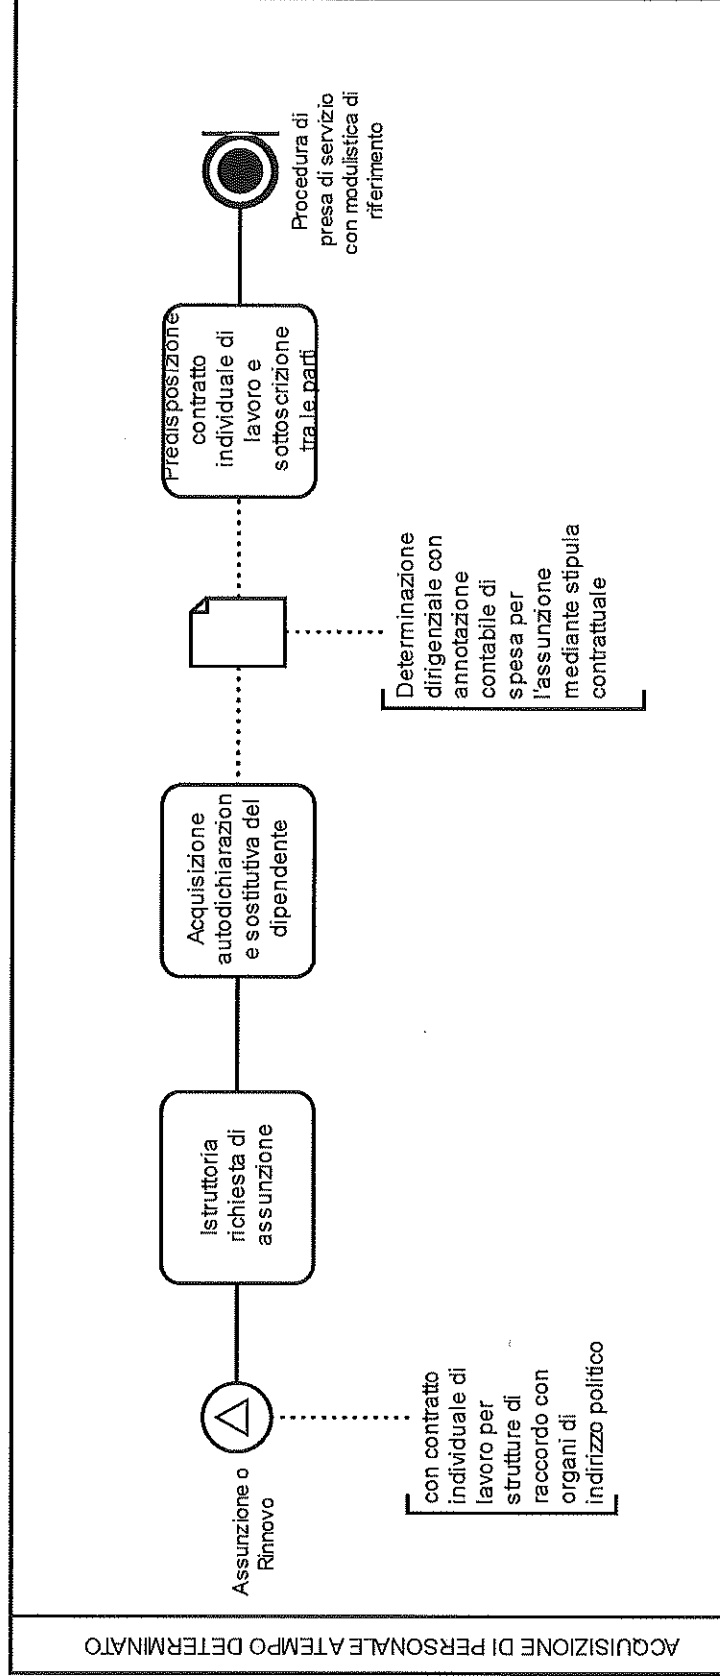 ACQUISIZIONE DI PERSONALE A TEMPO DETERMINATO
Assunzione o
Rinnovo
con contratto
individuale di
lavoro per
strutture di
raccordo con
organi di
indirizzo politico
Istruttoria
richiesta di
assunzione
Acquisizione
autodichiarazion
e sostitutiva del
dipendente
Determinazione
dirigenziale con
annotazione
contabile di
spesa per
l'assunzione
mediante stipula
contrattuale
Predisposizione
contratto
individuale di
lavoro e
sottoscrizione
tra le parti
Procedura di
presa di servizio
con modulistica di
riferimento